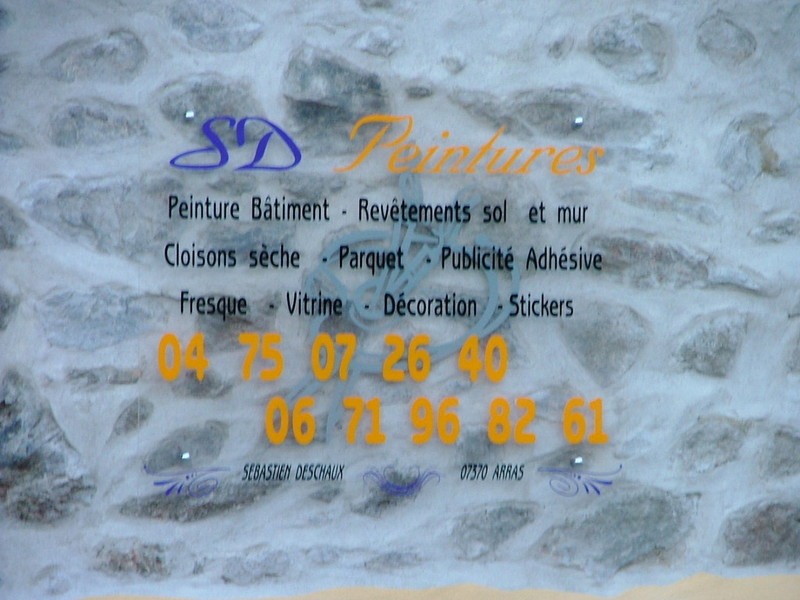 SD Peintures
Peinture Bâtiment - Revêtements sol et mur
Cloisons sèche - Parquet - Publicité Adhésive
Fresque - Vitrine - Décoration - Stickers
04 75 07 26 40
06 71 96 82 61
SEBASTIEN DESCHAUX 07370 ARRAS